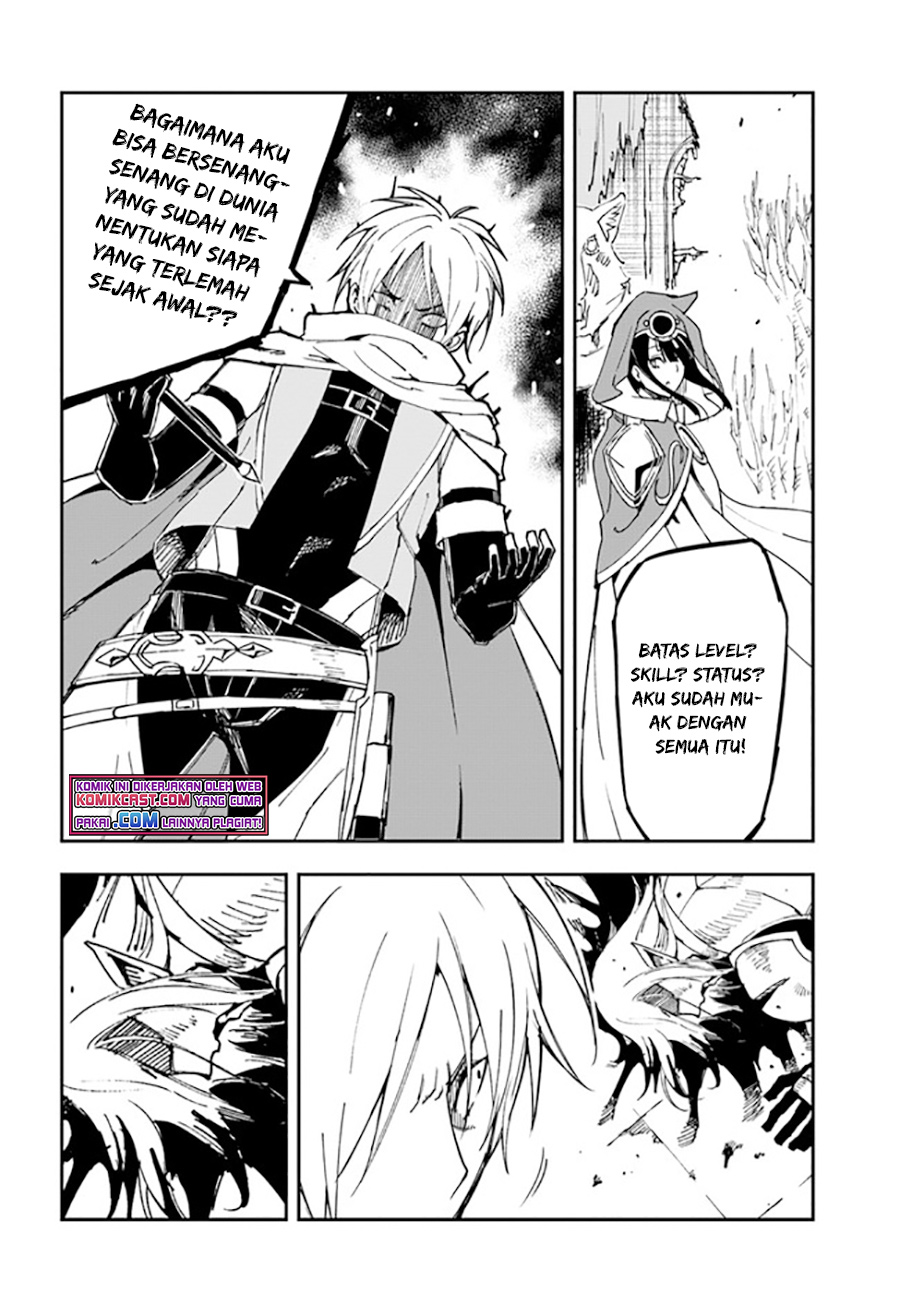 BATAS LEVEL?
SKILL? STATUS?
AKU SUDAH MU-
AK DENGAN
SEMUA ITU!
BAGAIMANA AKU
BISA BERSENANG-
SENANG DI DUNIA
YANG SUDAH ME-
NENTUKAN SIAPA
YANG TERLEMAH
SEJAK AWAL??
KOMIK INI DIKERJAKAN OLEH WEB
KOMIKCAST.COM YANG CUMA
PAKAI .COM LAINNYA PLAGIAT!